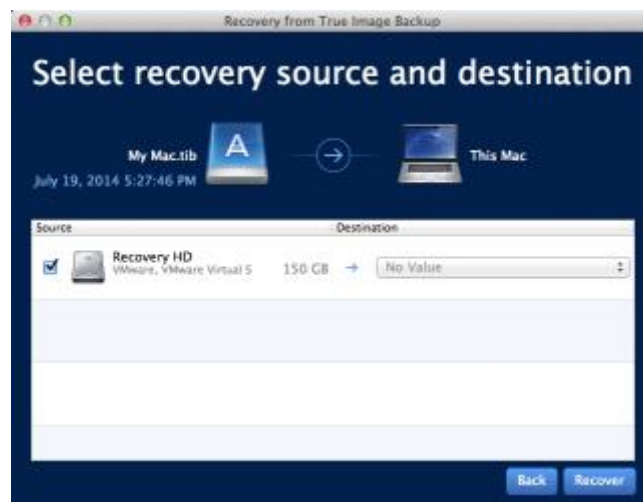 Recovery from True Image Backup
Select recovery source and destination
My Mac.tib
July 19, 2014 5:27:46 PM
This Mac
Source Destination
Recovery HD
VMware, VMware Virtual S
150 GB
No Value
Back Recover